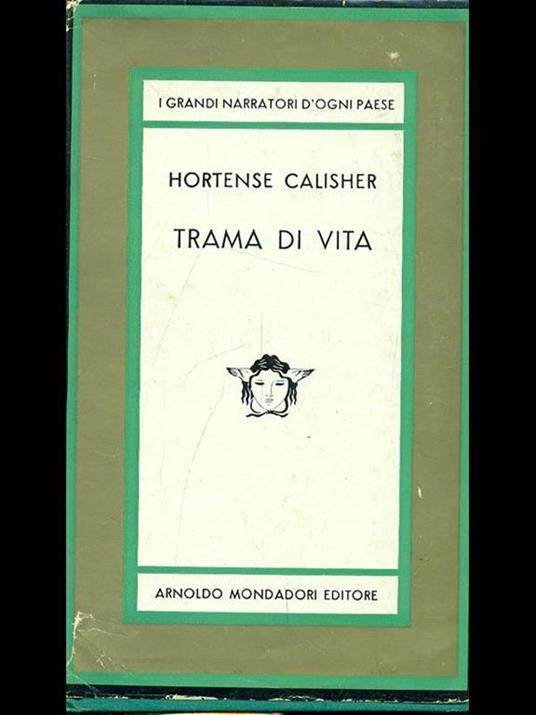 I GRANDI NARRATORI D'OGNI PAESE
HORTENSE CALISHER
TRAMA DI VITA
ARNOLDO MONDADORI EDITORE